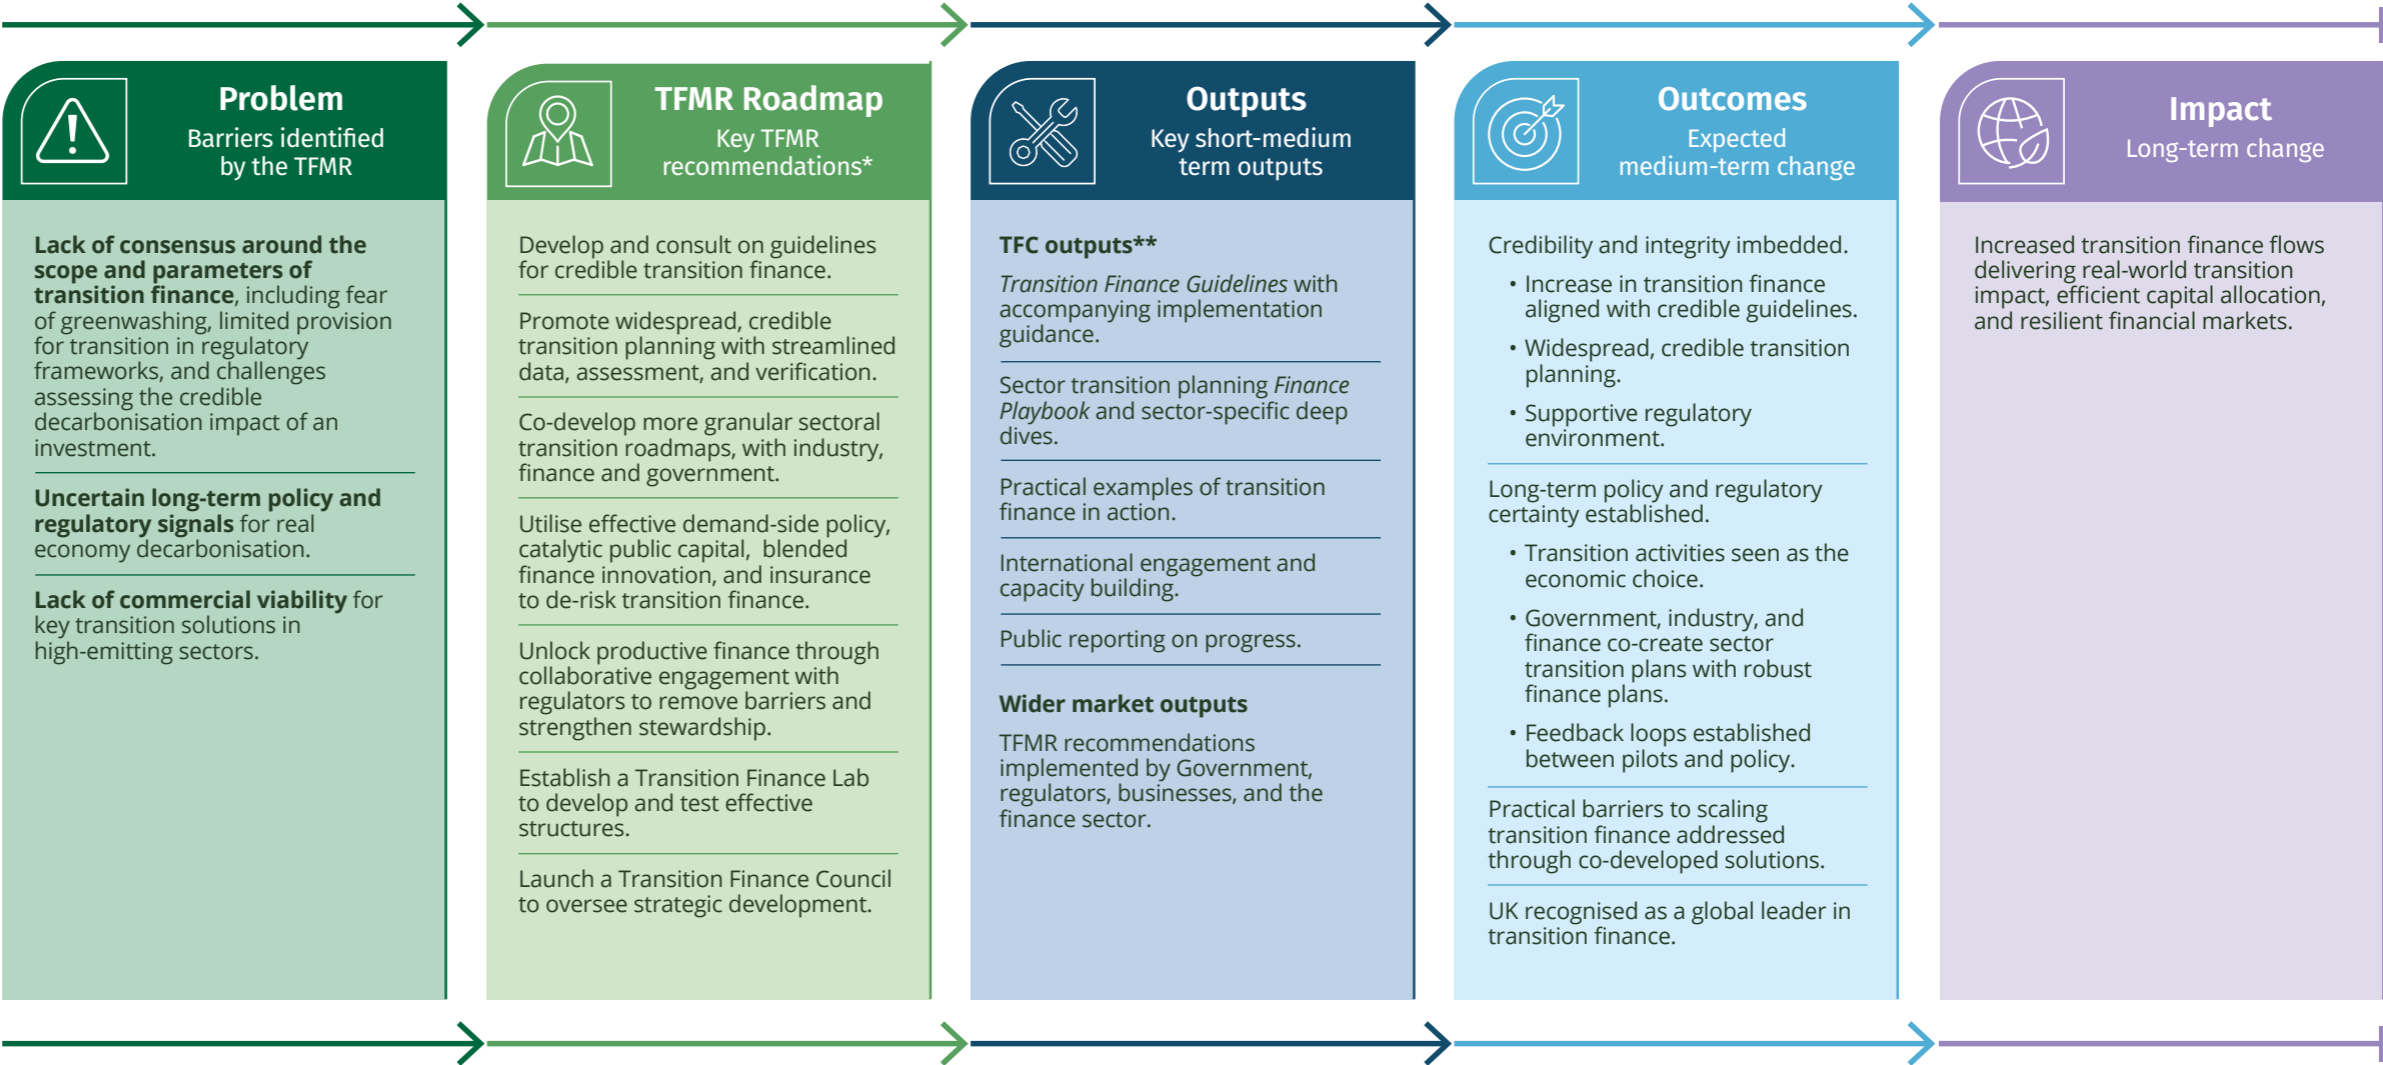 Problem
Barriers identified
by the TFMR
Lack of consensus around the
scope and parameters of
transition finance, including fear
of greenwashing, limited provision
for transition in regulatory
frameworks, and challenges
assessing the credible
decarbonisation impact of an
investment.
Uncertain long-term policy and
regulatory signals for real
economy decarbonisation.
Lack of commercial viability for
key transition solutions in
high-emitting sectors.
TFMR Roadmap
Key TFMR
recommendations*
Develop and consult on guidelines
for credible transition finance.
Promote widespread, credible
transition planning with streamlined
data, assessment, and verification.
Co-develop more granular sectoral
transition roadmaps, with industry,
finance and government.
Utilise effective demand-side policy,
catalytic public capital, blended
finance innovation, and insurance
to de-risk transition finance.
Unlock productive finance through
collaborative engagement with
regulators to remove barriers and
strengthen stewardship.
Establish a Transition Finance Lab
to develop and test effective
structures.
Launch a Transition Finance Council
to oversee strategic development.
Outputs
Key short-medium
term outputs
TFC outputs**
Transition Finance Guidelines with
accompanying implementation
guidance.
Sector transition planning Finance
Playbook and sector-specific deep
dives.
Practical examples of transition
finance in action.
International engagement and
capacity building.
Public reporting on progress.
Wider market outputs
TFMR recommendations
implemented by Government,
regulators, businesses, and the
finance sector.
Outcomes
Expected
medium-term change
Credibility and integrity imbedded.
• Increase in transition finance
aligned with credible guidelines.
• Widespread, credible transition
planning.
• Supportive regulatory
environment.
Long-term policy and regulatory
certainty established.
• Transition activities seen as the
economic choice.
• Government, industry, and
finance co-create sector
transition plans with robust
finance plans.
• Feedback loops established
between pilots and policy.
Practical barriers to scaling
transition finance addressed
through co-developed solutions.
UK recognised as a global leader in
transition finance.
Impact
Long-term change
Increased transition finance flows
delivering real-world transition
impact, efficient capital allocation,
and resilient financial markets.